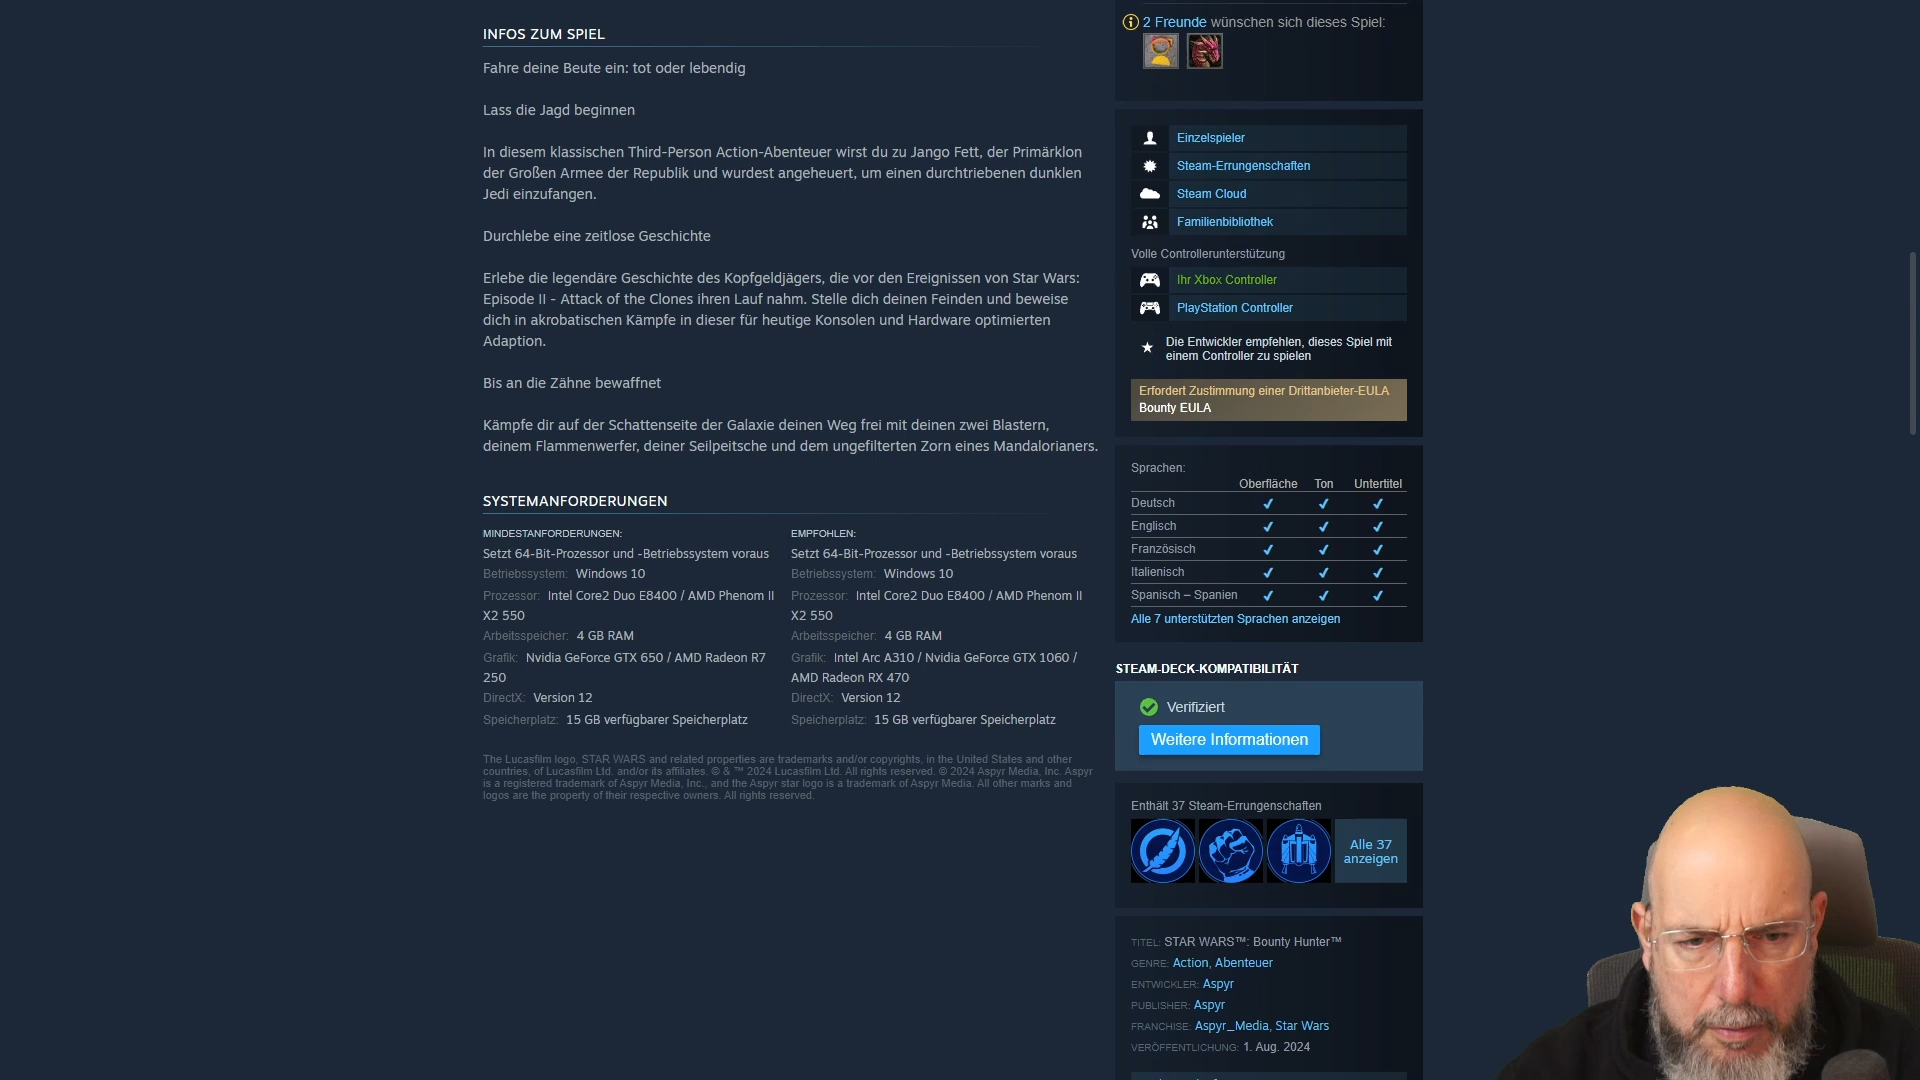 INFOS ZUM SPIEL
Fahre deine Beute ein: tot oder lebendig
Lass die Jagd beginnen
In diesem klassischen Third-Person Action-Abenteuer wirst du zu Jango Fett, der Primärklon
der Großen Armee der Republik und wurdest angeheuert, um einen durchtriebenen dunklen
Jedi einzufangen.
Durchlebe eine zeitlose Geschichte
Erlebe die legendäre Geschichte des Kopfgeldjägers, die vor den Ereignissen von Star Wars:
Episode II - Attack of the Clones ihren Lauf nahm. Stelle dich deinen Feinden und beweise
dich in akrobatischen Kämpfe in dieser für heutige Konsolen und Hardware optimierten
Adaption.
Bis an die Zähne bewaffnet
Kämpfe dir auf der Schattenseite der Galaxie deinen Weg frei mit deinen zwei Blastern,
deinem Flammenwerfer, deiner Seilpeitsche und dem ungefilterten Zorn eines Mandalorianers.
SYSTEMANFORDERUNGEN
MINDESTANFORDERUNGEN:
Setzt 64-Bit-Prozessor und -Betriebssystem voraus
Betriebssystem: Windows 10
Prozessor: Intel Core2 Duo E8400 / AMD Phenom II
X2 550
Arbeitsspeicher: 4 GB RAM
Grafik: Nvidia GeForce GTX 650 / AMD Radeon R7
250
DirectX: Version 12
Speicherplatz: 15 GB verfügbarer Speicherplatz
EMPFOHLEN:
Setzt 64-Bit-Prozessor und -Betriebssystem voraus
Betriebssystem: Windows 10
Prozessor: Intel Core2 Duo E8400 / AMD Phenom II
X2 550
Arbeitsspeicher: 4 GB RAM
Grafik: Intel Arc A310 / Nvidia GeForce GTX 1060 /
AMD Radeon RX 470
DirectX: Version 12
Speicherplatz: 15 GB verfügbarer Speicherplatz
The Lucasfilm logo, STAR WARS and related properties are trademarks and/or copyrights, in the United States and other
countries, of Lucasfilm Ltd. and/or its affiliates. © & ™ 2024 Lucasfilm Ltd. All rights reserved. © 2024 Aspyr Media, Inc. Aspyr
is a registered trademark of Aspyr Media, Inc., and the Aspyr star logo is a trademark of Aspyr Media. All other marks and
logos are the property of their respective owners. All rights reserved.
2 Freunde wünschen sich dieses Spiel:
Einzelspieler
Steam-Errungenschaften
Steam Cloud
Familienbibliothek
Volle Controllerunterstützung
Ihr Xbox Controller
PlayStation Controller
Die Entwickler empfehlen, dieses Spiel mit
einem Controller zu spielen
Erfordert Zustimmung einer Drittanbieter-EULA
Bounty EULA
Sprachen:
Oberfläche Ton Untertitel
Deutsch ✔ ✔ ✔
Englisch ✔ ✔ ✔
Französisch ✔ ✔ ✔
Italienisch ✔ ✔ ✔
Spanisch – Spanien ✔ ✔ ✔
Alle 7 unterstützten Sprachen anzeigen
STEAM-DECK-KOMPATIBILITÄT
Verifiziert
Weitere Informationen
Enthält 37 Steam-Errungenschaften
Alle 37
anzeigen
TITEL: STAR WARS™: Bounty Hunter™
GENRE: Action, Abenteuer
ENTWICKLER: Aspyr
PUBLISHER: Aspyr
FRANCHISE: Aspyr_Media, Star Wars
VERÖFFENTLICHUNG: 1. Aug. 2024